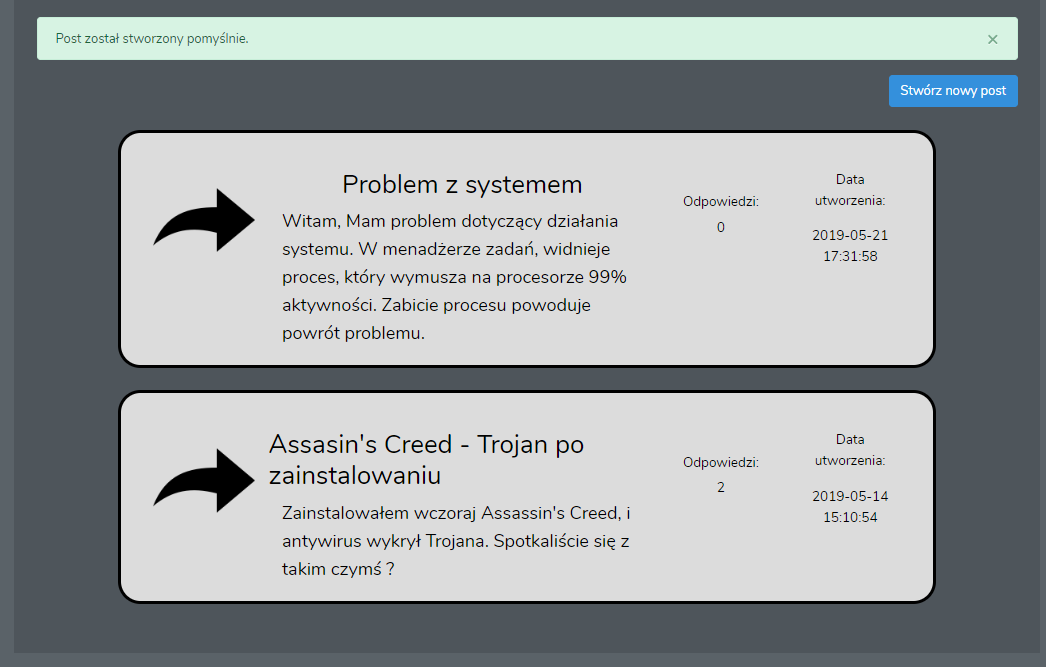 Post został stworzony pomyślnie.
×
Stwórz nowy post
Problem z systemem
Witam, Mam problem dotyczący działania
systemu. W menadżerze zadań, widnieje
proces, który wymusza na procesorze 99%
aktywności. Zabicie procesu powoduje
powrót problemu.
Odpowiedzi:
0
Data
utworzenia:
2019-05-21
17:31:58
Assasin's Creed - Trojan po
zainstalowaniu
Zainstalowałem wczoraj Assassin's Creed, i
antywirus wykrył Trojana. Spotkaliście się z
takim czymś ?
Odpowiedzi:
2
Data
utworzenia:
2019-05-14
15:10:54